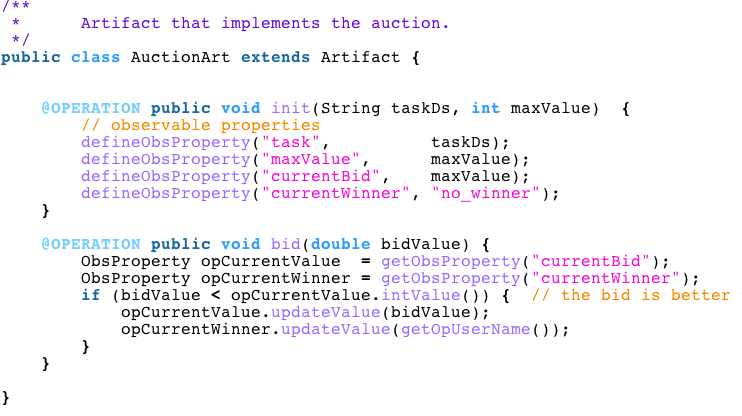 /**
 *      Artifact that implements the auction.
 */
public class AuctionArt extends Artifact {
    @OPERATION public void init(String taskDs, int maxValue)  {
        // observable properties
        defineObsProperty("task",          taskDs);
        defineObsProperty("maxValue",      maxValue);
        defineObsProperty("currentBid",    maxValue);
        defineObsProperty("currentWinner", "no_winner");
    }
    @OPERATION public void bid(double bidValue) {
        ObsProperty opCurrentValue  = getObsProperty("currentBid");
        ObsProperty opCurrentWinner = getObsProperty("currentWinner");
        if (bidValue < opCurrentValue.intValue()) {  // the bid is better
            opCurrentValue.updateValue(bidValue);
            opCurrentWinner.updateValue(getOpUserName());
        }
    }
}